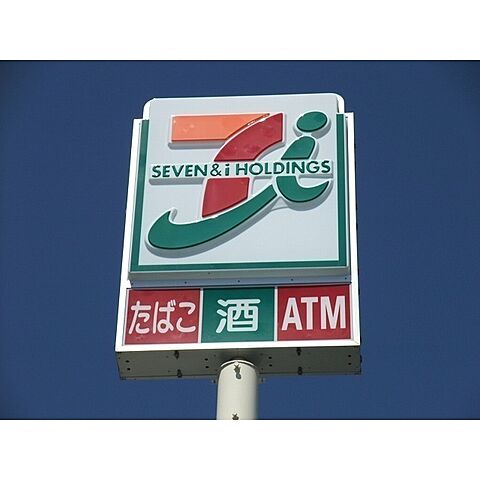 SEVEN & i HOLDINGS
たばこ 酒 ATM